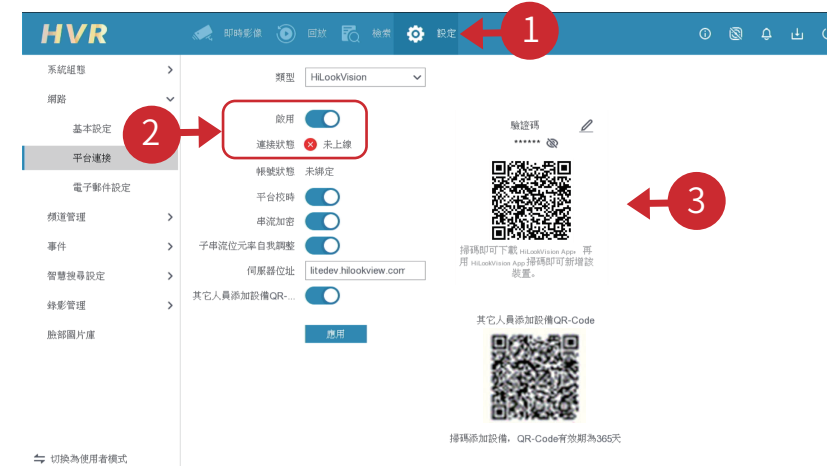 HVR 即時影像 回放 檢索 設定 1
系統組態
網路
基本設定
平台連接
電子郵件設定
頻道管理
事件
智慧搜尋設定
錄影管理
臉部圖片庫
切換為使用者模式
類型 HiLookVision
2
啟用
連接狀態 未上線
帳號狀態 未綁定
平台校時
串流加密
子串流位元率自我調整
伺服器位址 litedev.hilookview.com
其它人員添加設備QR-...
應用
驗證碼
******
3
掃碼即可下載 HiLookVision App。再
用 HiLookVision App 掃碼即可新增該
裝置。
其它人員添加設備QR-Code
掃碼添加設備，QR-Code有效期為365天